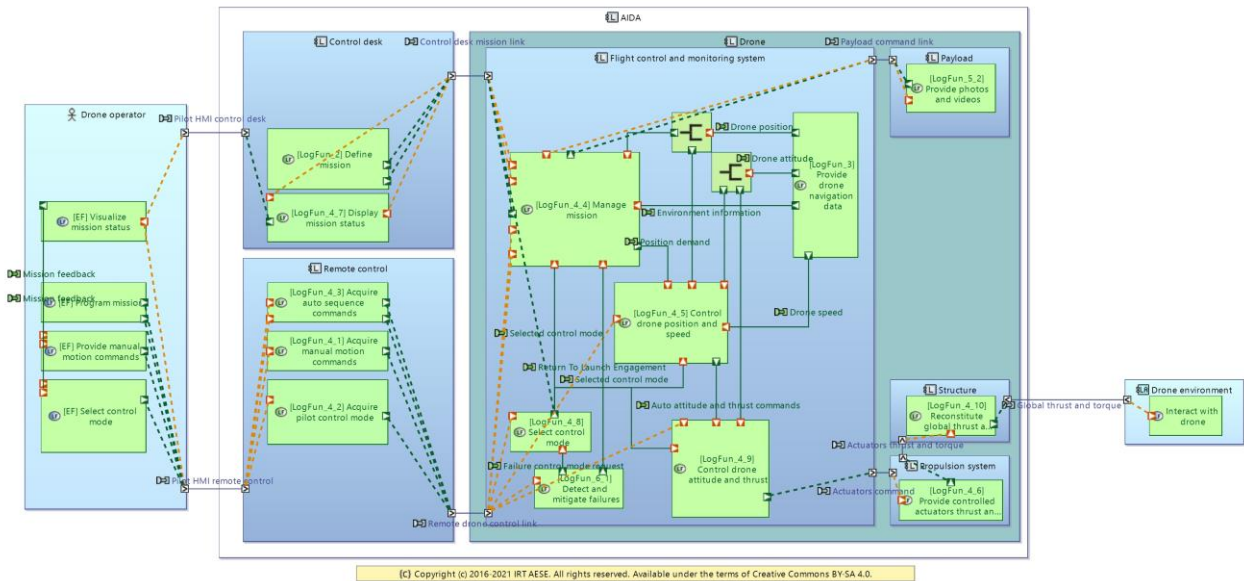 AIDA
Control desk
Control desk mission link
Drone
Payload command link
Flight control and monitoring system
Payload
[LogFun_5_2]
Provide photos
and videos
Drone operator
Pilot HMI control desk
[LogFun_2] Define
mission
Drone position
Drone attitude
[LogFun_3]
Provide
drone
navigation
data
[EF] Visualize
mission status
[LogFun_4_7] Display
mission status
[LogFun_4_4] Manage
mission
Environment information
Position demand
Mission feedback
Mission feedback
[EF] Program mission
[EF] Provide manual
motion commands
[EF] Select control
mode
Remote control
[LogFun_4_3] Acquire
auto sequence
commands
[LogFun_4_1] Acquire
manual motion
commands
[LogFun_4_2] Acquire
pilot control mode
[LogFun_4_5] Control
drone position and
speed
Drone speed
Selected control mode
Return To Launch Engagement
Selected control mode
Auto attitude and thrust commands
[LogFun_4_8]
Select control
mode
Failure control mode request
[LogFun_6_1]
Detect and
mitigate failures
[LogFun_4_9]
Control drone
attitude and thrust
Structure
[LogFun_4_10]
Reconstitute
global thrust a...
Global thrust and torque
Drone environment
Interact with
drone
Actuators thrust and torque
Propulsion system
[LogFun_4_6]
Provide controlled
actuators thrust an...
Actuators command
Pilot HMI remote control
Remote drone control link
(C) Copyright (c) 2016-2021 IRT AESE. All rights reserved. Available under the terms of Creative Commons BY-SA 4.0.